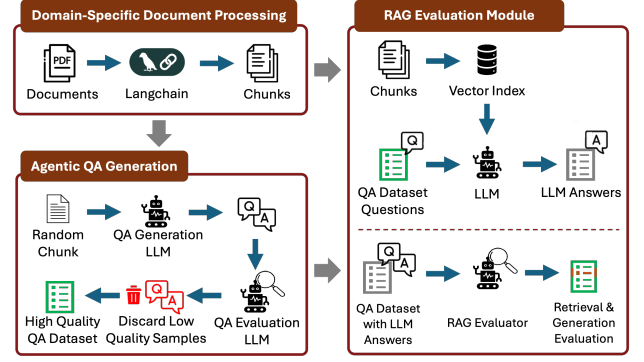 Domain-Specific Document Processing
PDF
Documents
Langchain
Chunks
Agentic QA Generation
Random
Chunk
QA Generation
LLM
Q
A
QA Evaluation
LLM
Q
A
Discard Low
Quality Samples
High Quality
QA Dataset
RAG Evaluation Module
Chunks
Vector Index
Q
QA Dataset
Questions
LLM
A
LLM Answers
Q
A
QA Dataset
with LLM
Answers
RAG Evaluator
Retrieval &
Generation
Evaluation